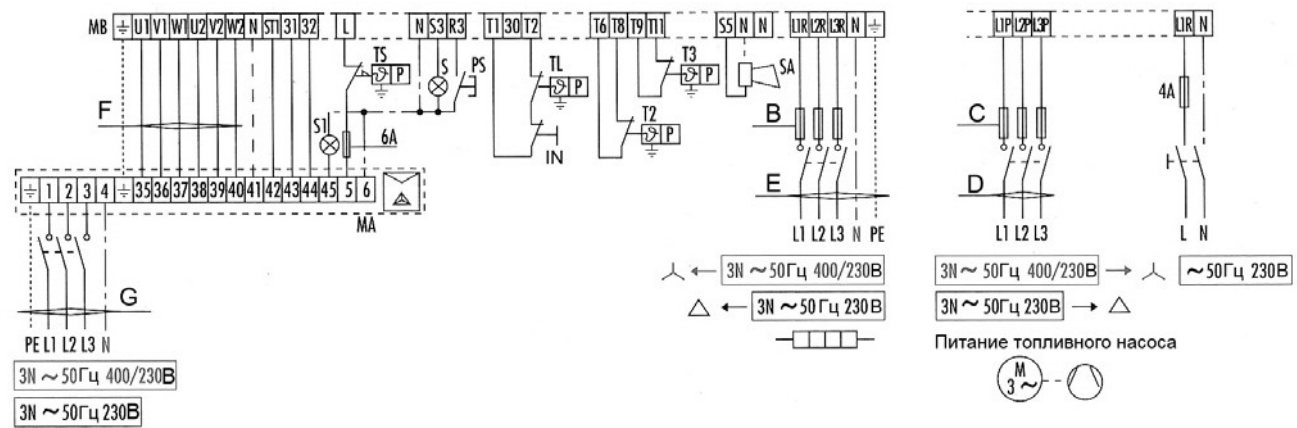 MB ⏚ U1 V1 W1 U2 V2 W2 N ST1 31 32 L N S3 R3 T1 30 T2 T6 T8 T9 T11 S5 N N L1R L2R L3R N ⏚ L1P L2P L3P L1R N
TS P S PS TL P T3 P SA
F S1 6A T2 P B C 4A
IN
⏚ 1 2 3 4 ⏚ 35 36 37 38 39 40 41 42 43 44 45 5 6
MA
E D
L1 L2 L3 N PE L1 L2 L3 L N
3N ~ 50Гц 400/230В 3N ~ 50Гц 400/230В ~ 50Гц 230В
G
3N ~ 50Гц 230В 3N ~ 50Гц 230В
PE L1 L2 L3 N
Питание топливного насоса
3N ~ 50Гц 400/230В
M
3 ~
3N ~ 50Гц 230В